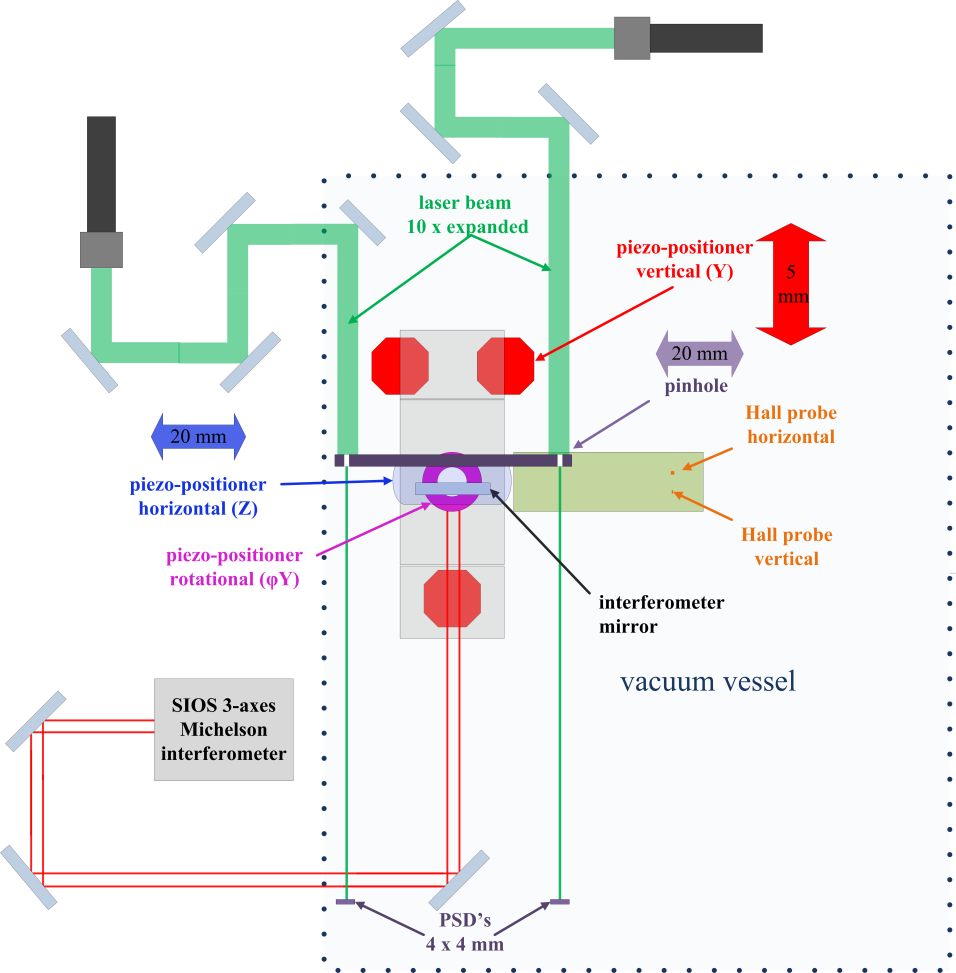 laser beam
10 x expanded
piezo-positioner
vertical (Y)
5
mm
20 mm
pinhole
Hall probe
horizontal
20 mm
piezo-positioner
horizontal (Z)
Hall probe
vertical
piezo-positioner
rotational (φY)
interferometer
mirror
vacuum vessel
SIOS 3-axes
Michelson
interferometer
PSD's
4 x 4 mm